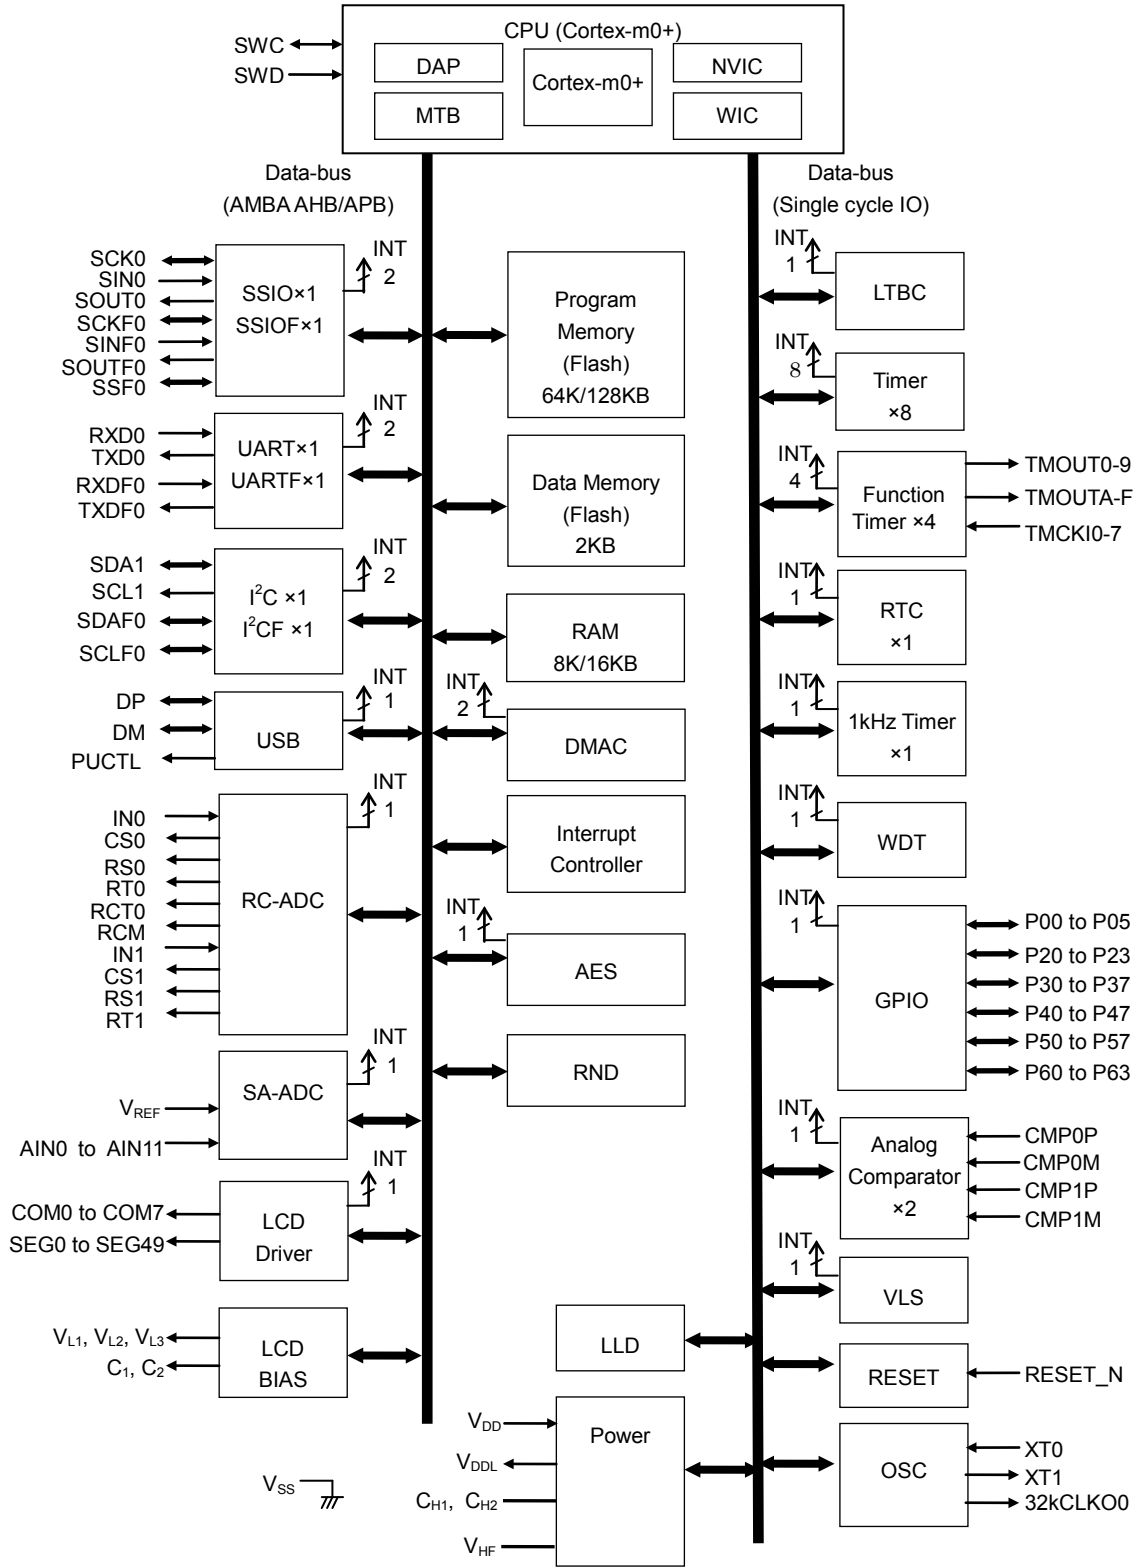 CPU (Cortex-m0+)
SWC
SWD
DAP
MTB
Cortex-m0+
NVIC
WIC
Data-bus
(AMBA AHB/APB)
Data-bus
(Single cycle IO)
SCK0
SIN0
SOUT0
SCKF0
SINF0
SOUTF0
SSF0
SSIO×1
SSIOF×1
INT
2
RXD0
TXD0
RXDF0
TXDF0
UART×1
UARTF×1
INT
2
SDA1
SCL1
SDAF0
SCLF0
I²C ×1
I²CF ×1
INT
2
DP
DM
PUCTL
USB
INT
1
IN0
CS0
RS0
RT0
RCT0
RCM
IN1
CS1
RS1
RT1
RC-ADC
INT
1
VREF
AIN0 to AIN11
SA-ADC
INT
1
COM0 to COM7
SEG0 to SEG49
LCD
Driver
INT
1
VL1, VL2, VL3
C1, C2
LCD
BIAS
VSS
Program
Memory
(Flash)
64K/128KB
Data Memory
(Flash)
2KB
RAM
8K/16KB
INT
2
DMAC
Interrupt
Controller
INT
1
AES
RND
LLD
VDD
VDDL
CH1, CH2
VHF
Power
INT
1
LTBC
INT
8
Timer
×8
INT
4
Function
Timer ×4
TMOUT0-9
TMOUTA-F
TMCKI0-7
INT
1
RTC
×1
INT
1
1kHz Timer
×1
INT
1
WDT
INT
1
GPIO
P00 to P05
P20 to P23
P30 to P37
P40 to P47
P50 to P57
P60 to P63
INT
1
Analog
Comparator
×2
CMP0P
CMP0M
CMP1P
CMP1M
INT
1
VLS
RESET
RESET_N
OSC
XT0
XT1
32kCLKO0